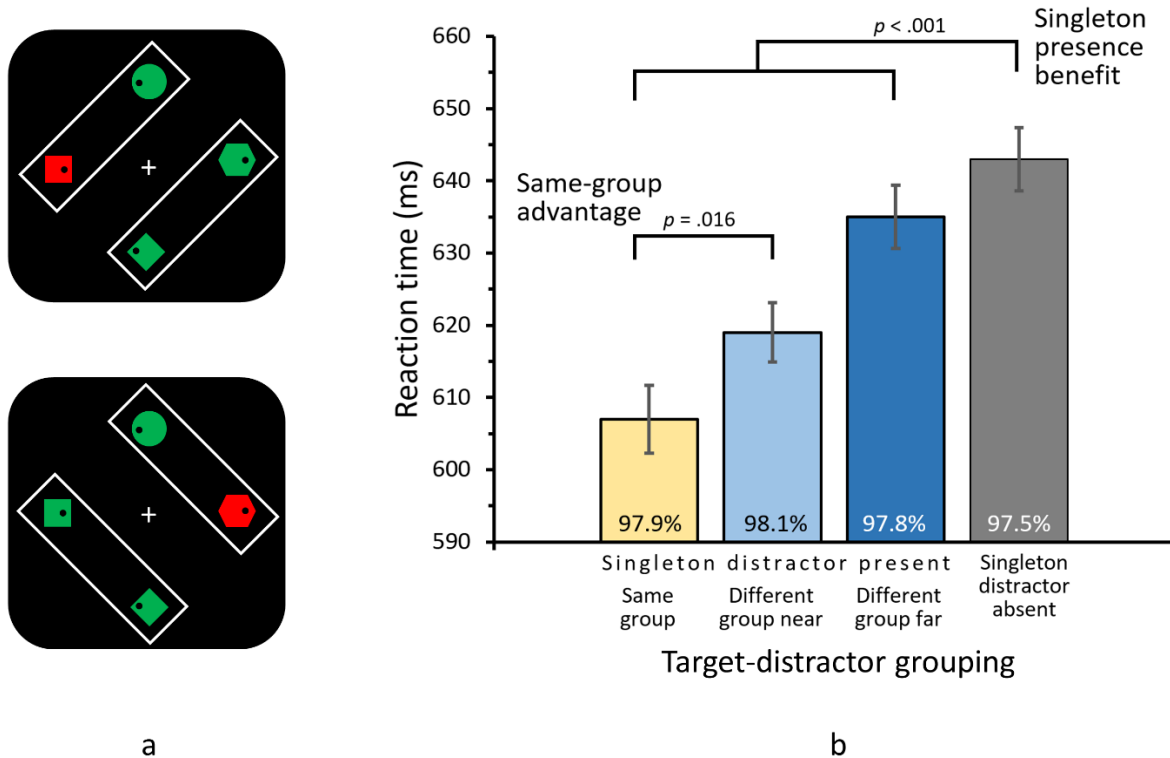 Singleton
presence
benefit
p < .001
Same-group
advantage
p = .016
Reaction time (ms)
660
650
640
630
620
610
600
590
97.9%
98.1%
97.8%
97.5%
Singleton distractor present
Same
group
Different
group near
Different
group far
Singleton
distractor
absent
Target-distractor grouping
a
b